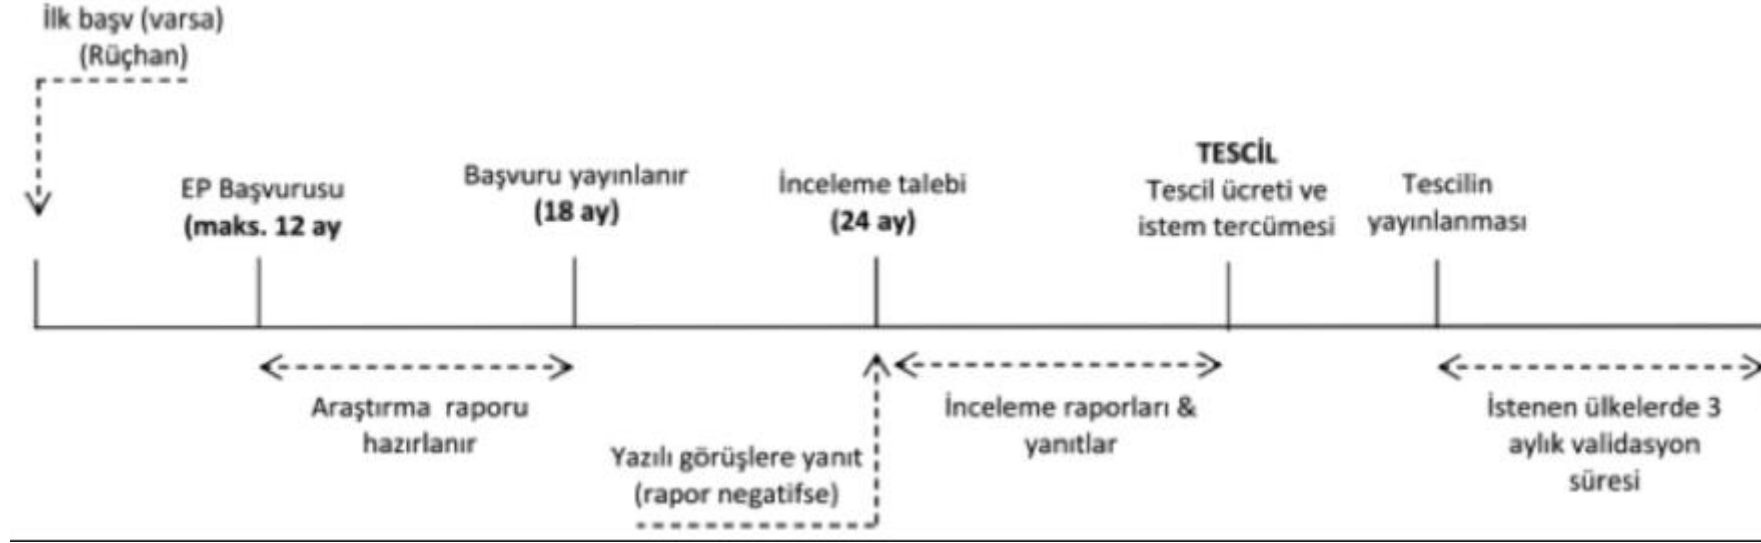 İlk başv (varsa)
(Rüçhan)
EP Başvurusu
(maks. 12 ay
Başvuru yayınlanır
(18 ay)
İnceleme talebi
(24 ay)
TESCİL
Tescil ücreti ve
istem tercümesi
Tescilin
yayınlanması
Araştırma raporu
hazırlanır
Yazılı görüşlere yanıt
(rapor negatifse)
İnceleme raporları &
yanıtlar
İstenen ülkelerde 3
aylık validasyon
süresi